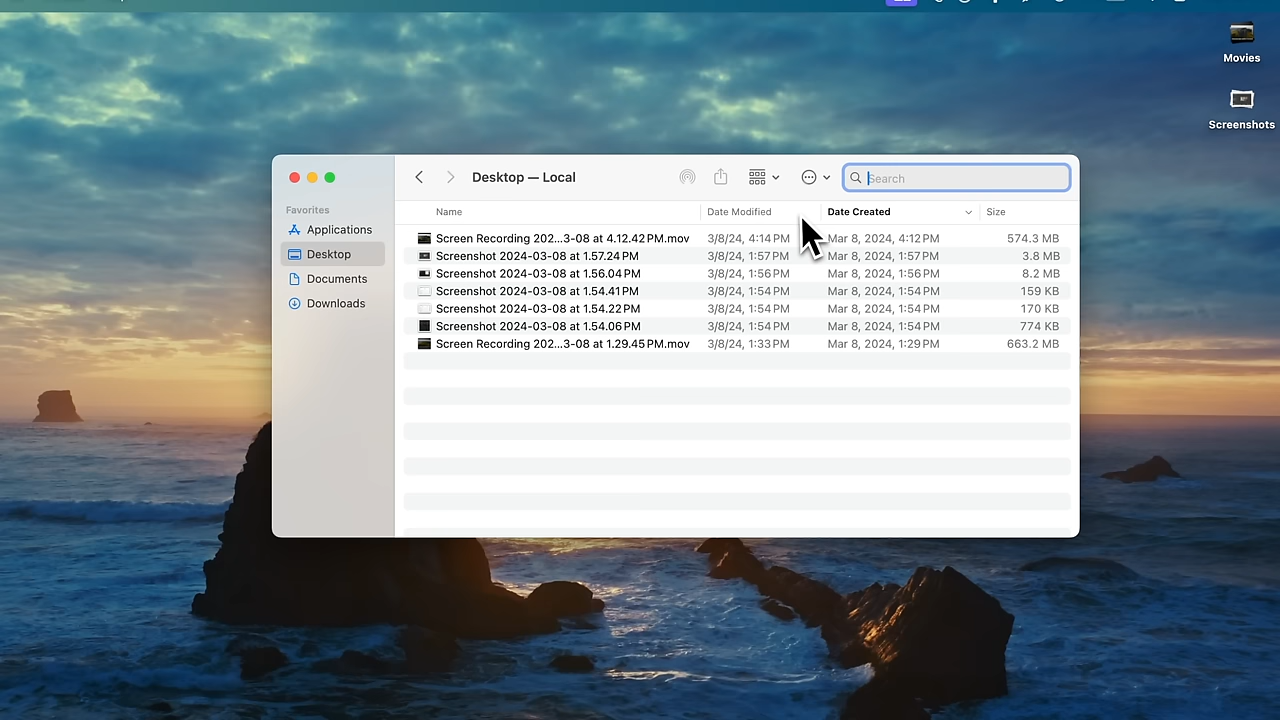 Movies
Screenshots
Desktop — Local
Search
Favorites
Applications
Desktop
Documents
Downloads
Name Date Modified Date Created Size
Screen Recording 202...3-08 at 4.12.42 PM.mov 3/8/24, 4:14 PM Mar 8, 2024, 4:12 PM 574.3 MB
Screenshot 2024-03-08 at 1.57.24 PM 3/8/24, 1:57 PM Mar 8, 2024, 1:57 PM 3.8 MB
Screenshot 2024-03-08 at 1.56.04 PM 3/8/24, 1:56 PM Mar 8, 2024, 1:56 PM 8.2 MB
Screenshot 2024-03-08 at 1.54.41 PM 3/8/24, 1:54 PM Mar 8, 2024, 1:54 PM 159 KB
Screenshot 2024-03-08 at 1.54.22 PM 3/8/24, 1:54 PM Mar 8, 2024, 1:54 PM 170 KB
Screenshot 2024-03-08 at 1.54.06 PM 3/8/24, 1:54 PM Mar 8, 2024, 1:54 PM 774 KB
Screen Recording 202...3-08 at 1.29.45 PM.mov 3/8/24, 1:33 PM Mar 8, 2024, 1:29 PM 663.2 MB